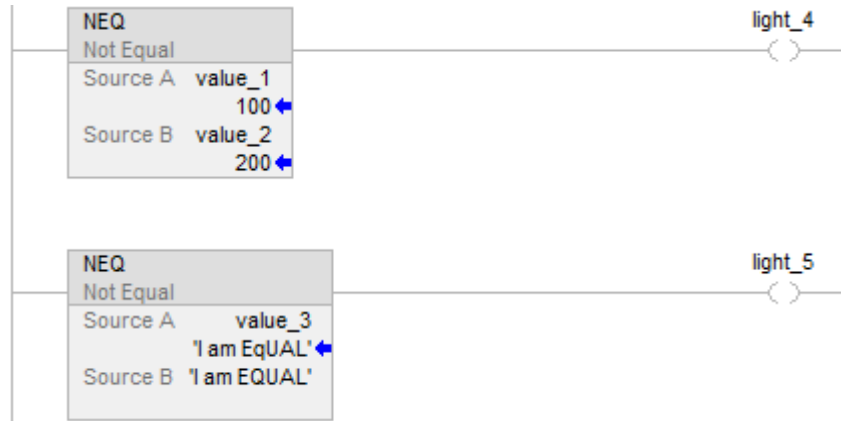 NEQ
light_4
Not Equal
Source A value_1
100
Source B value_2
200
NEQ
light_5
Not Equal
Source A value_3
'I am EqUAL'
Source B 'I am EQUAL'